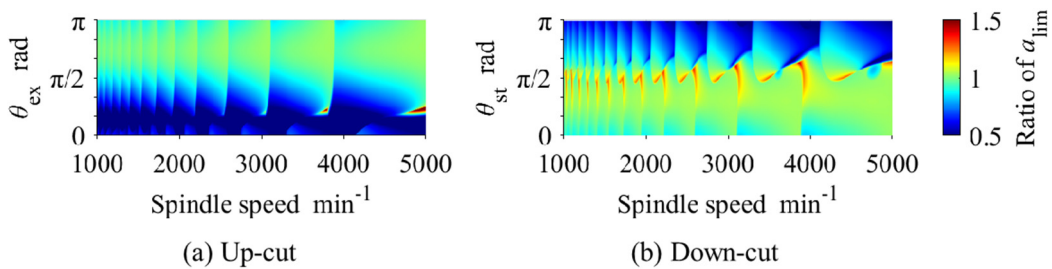 π
π/2
0
θex rad
1000 2000 3000 4000 5000
Spindle speed min-1
(a) Up-cut
π
π/2
0
θst rad
1000 2000 3000 4000 5000
Spindle speed min-1
(b) Down-cut
1.5
1
0.5
Ratio of alim